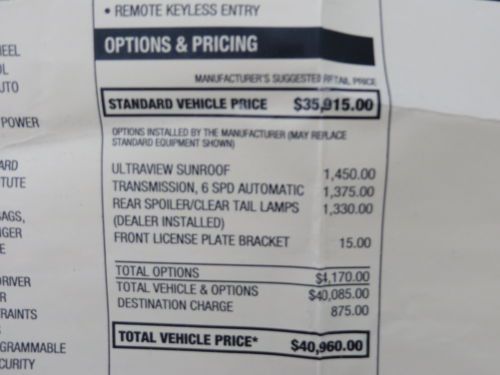 • REMOTE KEYLESS ENTRY
OPTIONS & PRICING
MANUFACTURER'S SUGGESTED RETAIL PRICE
STANDARD VEHICLE PRICE $35,915.00
OPTIONS INSTALLED BY THE MANUFACTURER (MAY REPLACE
STANDARD EQUIPMENT SHOWN)
ULTRAVIEW SUNROOF 1,450.00
TRANSMISSION, 6 SPD AUTOMATIC 1,375.00
REAR SPOILER/CLEAR TAIL LAMPS 1,330.00
(DEALER INSTALLED)
FRONT LICENSE PLATE BRACKET 15.00
TOTAL OPTIONS $4,170.00
TOTAL VEHICLE & OPTIONS $40,085.00
DESTINATION CHARGE 875.00
TOTAL VEHICLE PRICE* $40,960.00
EEL
OL
UTO
POWER
ARD
TUTE
BAGS,
NGER
E
DRIVER
R
RAINTS
GRAMMABLE
CURITY